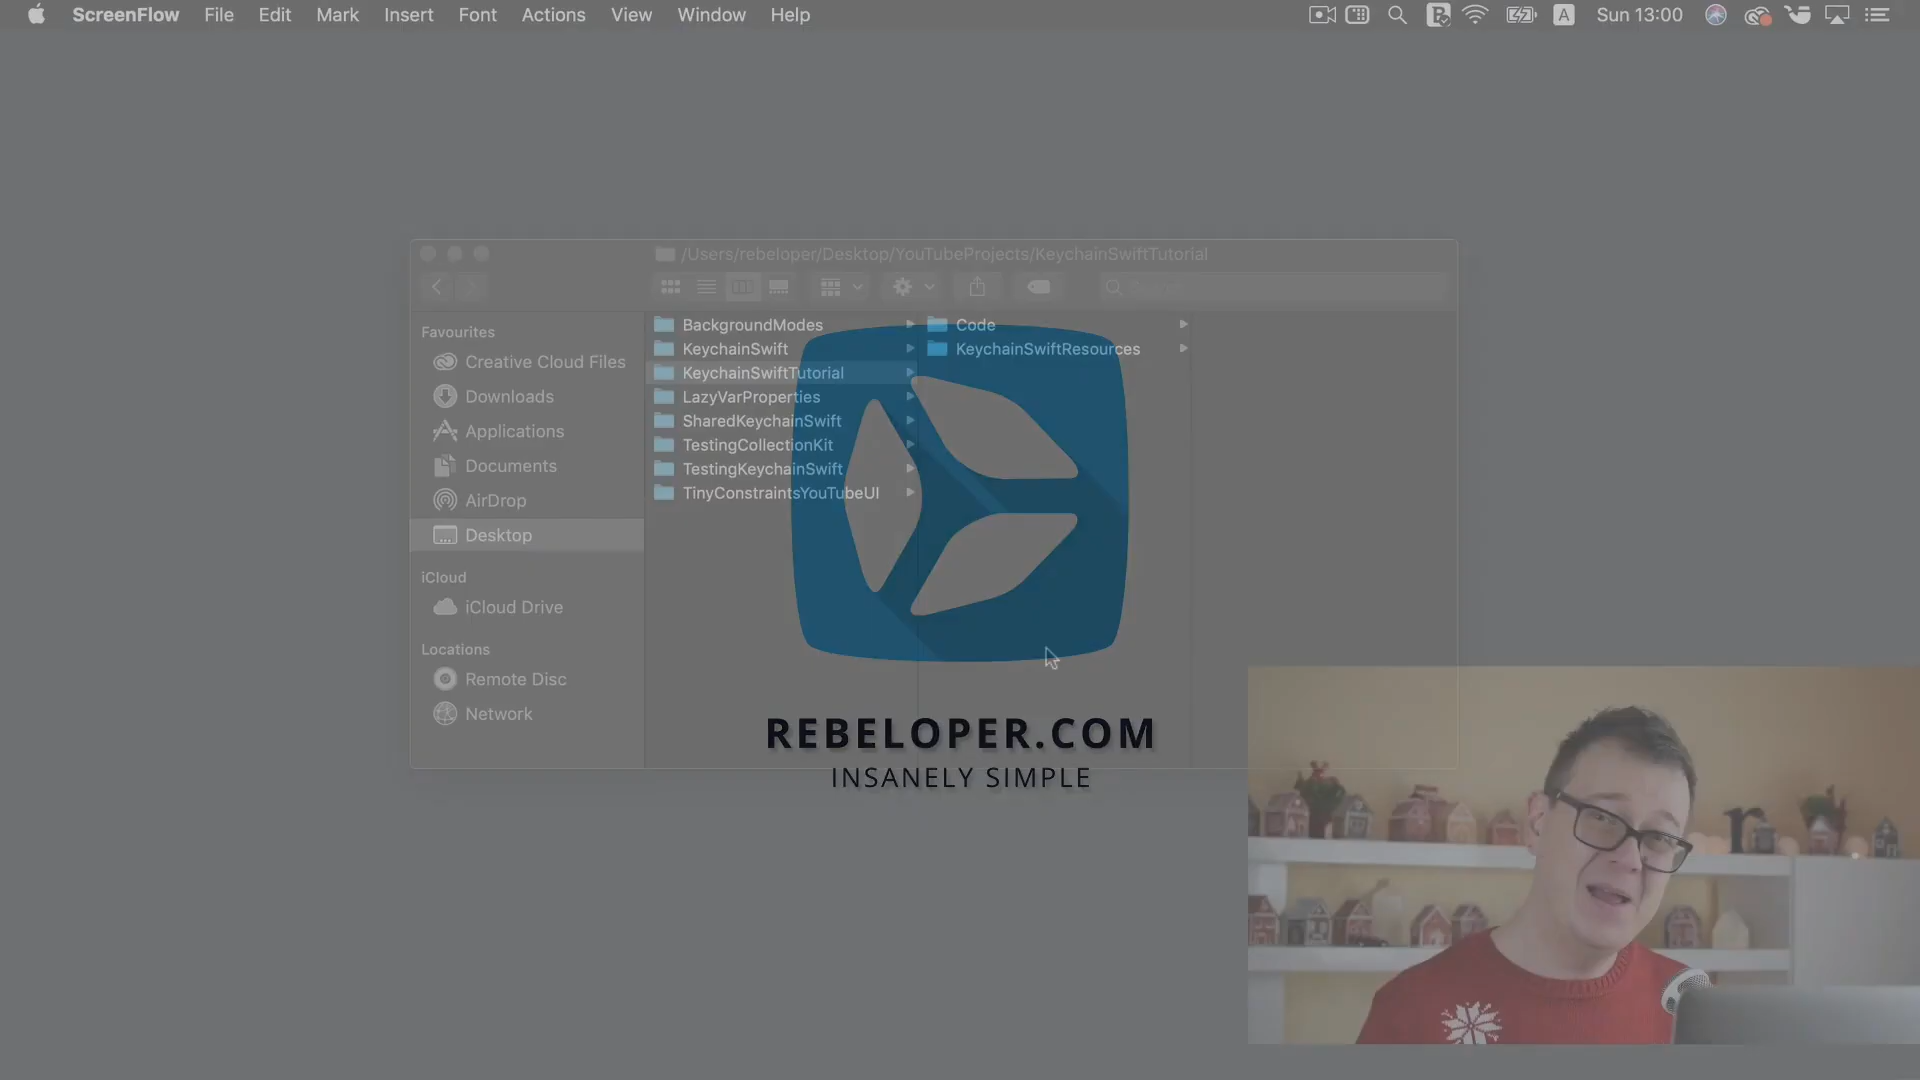 ScreenFlow File Edit Mark Insert Font Actions View Window Help A Sun 13:00
/Users/rebeloper/Desktop/YouTubeProjects/KeychainSwiftTutorial
Search
Favourites
Creative Cloud Files
Downloads
Applications
Documents
AirDrop
Desktop
iCloud
iCloud Drive
Locations
Remote Disc
Network
BackgroundModes
KeychainSwift
KeychainSwiftTutorial
LazyVarProperties
SharedKeychainSwift
TestingCollectionKit
TestingKeychainSwift
TinyConstraintsYouTubeUI
Code
KeychainSwiftResources
REBELOPER.COM
INSANELY SIMPLE
r